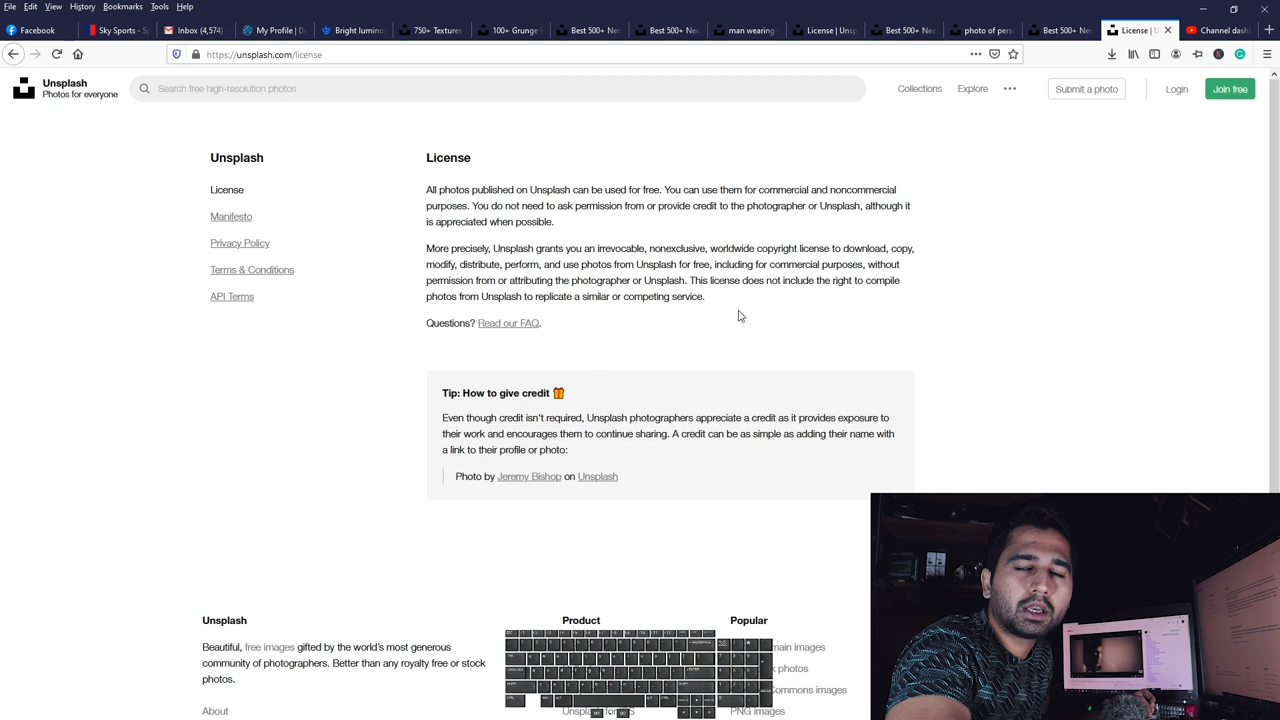 File Edit View History Bookmarks Tools Help
Facebook
Sky Sports - Sp
Inbox (4,574)
My Profile | D
Bright lumino
750+ Textures
100+ Grunge
Best 500+ Neo
Best 500+ Neo
man wearing
License | Unsp
Best 500+ Neo
photo of pers
Best 500+ Neo
License | U
Channel dash
https://unsplash.com/license
Unsplash
Photos for everyone
Search free high-resolution photos
Collections Explore Submit a photo Login Join free
Unsplash
License
Manifesto
Privacy Policy
Terms & Conditions
API Terms
License
All photos published on Unsplash can be used for free. You can use them for commercial and noncommercial
purposes. You do not need to ask permission from or provide credit to the photographer or Unsplash, although it
is appreciated when possible.
More precisely, Unsplash grants you an irrevocable, nonexclusive, worldwide copyright license to download, copy,
modify, distribute, perform, and use photos from Unsplash for free, including for commercial purposes, without
permission from or attributing the photographer or Unsplash. This license does not include the right to compile
photos from Unsplash to replicate a similar or competing service.
Questions? Read our FAQ.
Tip: How to give credit 🎁
Even though credit isn't required, Unsplash photographers appreciate a credit as it provides exposure to
their work and encourages them to continue sharing. A credit can be as simple as adding their name with
a link to their profile or photo:
Photo by Jeremy Bishop on Unsplash
Unsplash
Beautiful, free images gifted by the world's most generous
community of photographers. Better than any royalty free or stock
photos.
About
Product
Popular
main images
photos
Commons images
PNG images